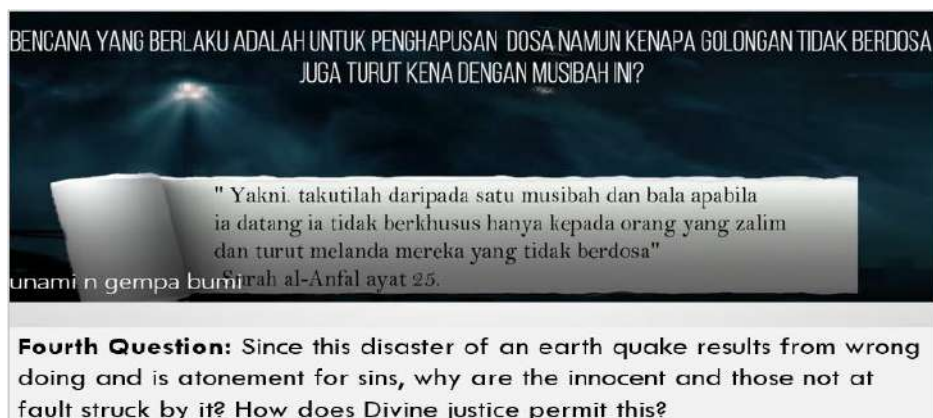 BENCANA YANG BERLAKU ADALAH UNTUK PENGHAPUSAN DOSA NAMUN KENAPA GOLONGAN TIDAK BERDOSA
JUGA TURUT KENA DENGAN MUSIBAH INI?
" Yakni. takutilah daripada satu musibah dan bala apabila
ia datang ia tidak berkhusus hanya kepada orang yang zalim
dan turut melanda mereka yang tidak berdosa"
unami n gempa bumi
Surah al-Anfal ayat 25.
Fourth Question: Since this disaster of an earth quake results from wrong
doing and is atonement for sins, why are the innocent and those not at
fault struck by it? How does Divine justice permit this?